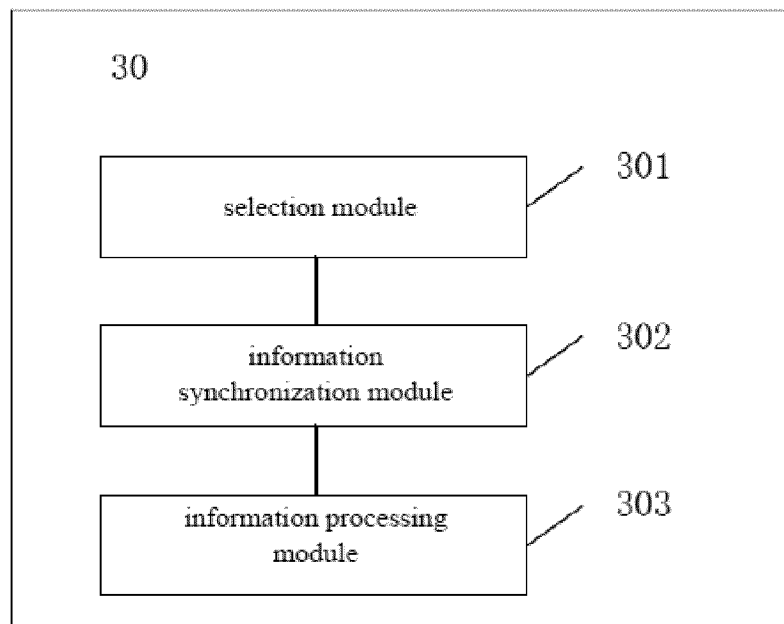 30
selection module
301
information
synchronization module
302
information processing
module
303